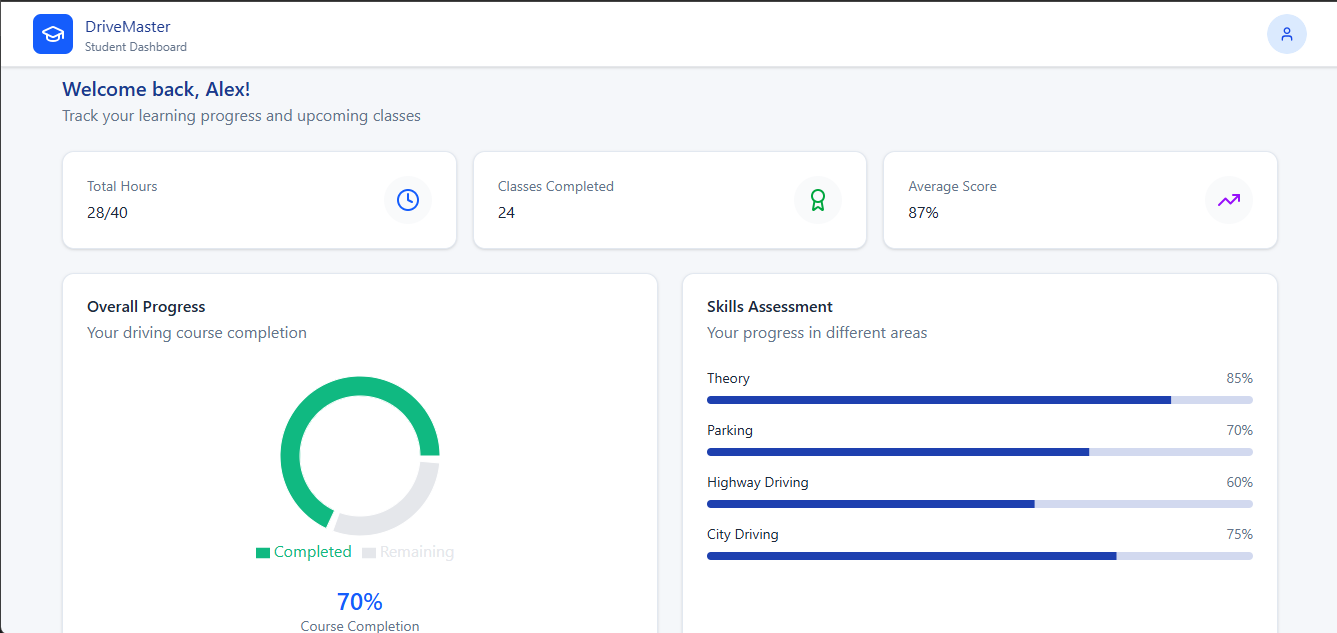 DriveMaster
Student Dashboard
Welcome back, Alex!
Track your learning progress and upcoming classes
Total Hours
28/40
Classes Completed
24
Average Score
87%
Overall Progress
Your driving course completion
Completed Remaining
70%
Course Completion
Skills Assessment
Your progress in different areas
Theory 85%
Parking 70%
Highway Driving 60%
City Driving 75%